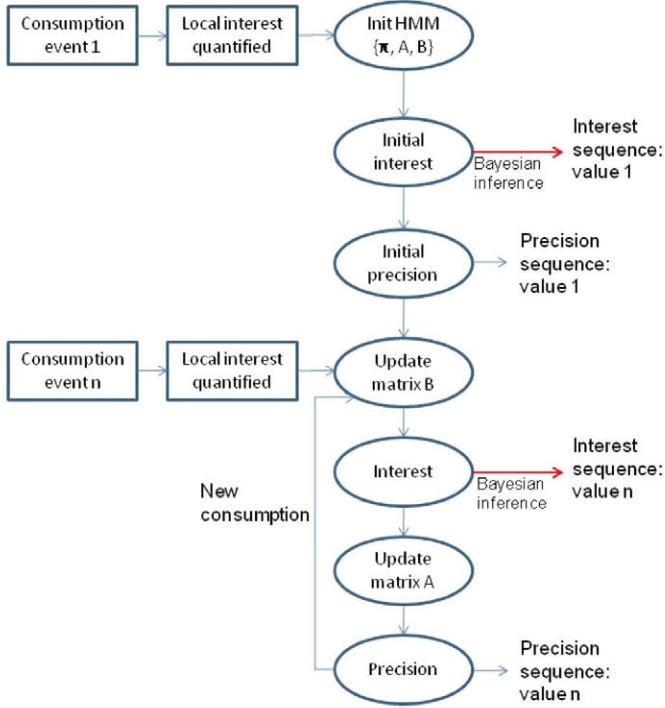 Consumption
event 1
Local interest
quantified
Init HMM
{π, A, B}
Initial
interest
Bayesian
inference
Interest
sequence:
value 1
Initial
precision
Precision
sequence:
value 1
Consumption
event n
Local interest
quantified
Update
matrix B
Interest
Bayesian
inference
Interest
sequence:
value n
New
consumption
Update
matrix A
Precision
Precision
sequence:
value n